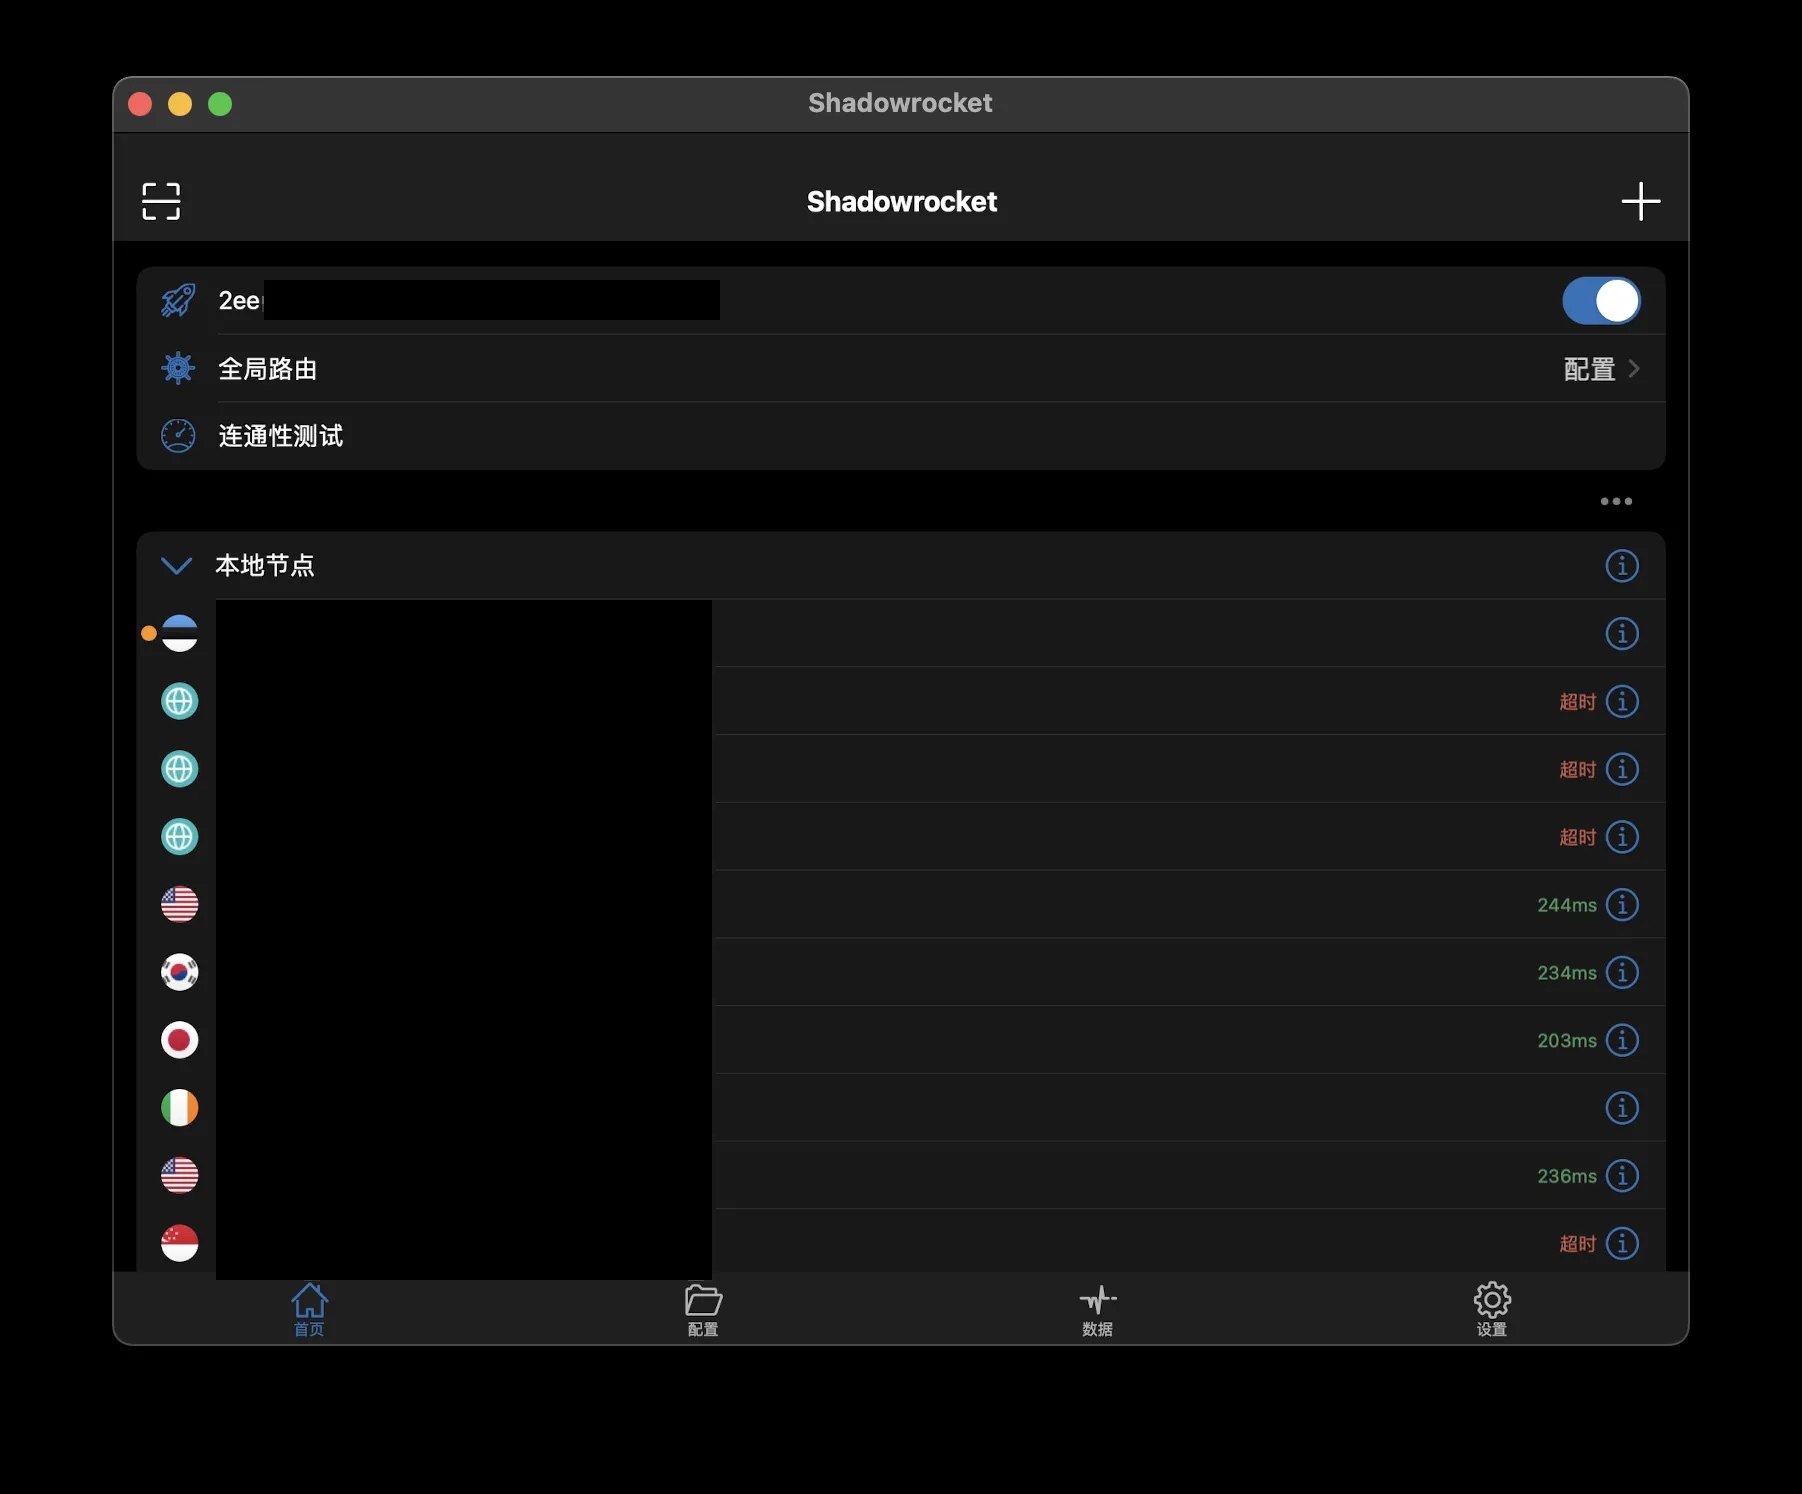 Shadowrocket
Shadowrocket
2ee
全局路由 配置
连通性测试
本地节点
超时
超时
超时
244ms
234ms
203ms
236ms
超时
首页 配置 数据 设置